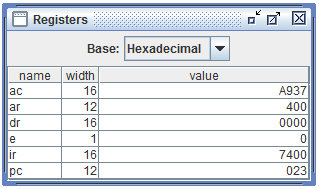 Registers
Base: Hexadecimal
name width value
ac 16 A937
ar 12 400
dr 16 0000
e 1 0
ir 16 7400
pc 12 023